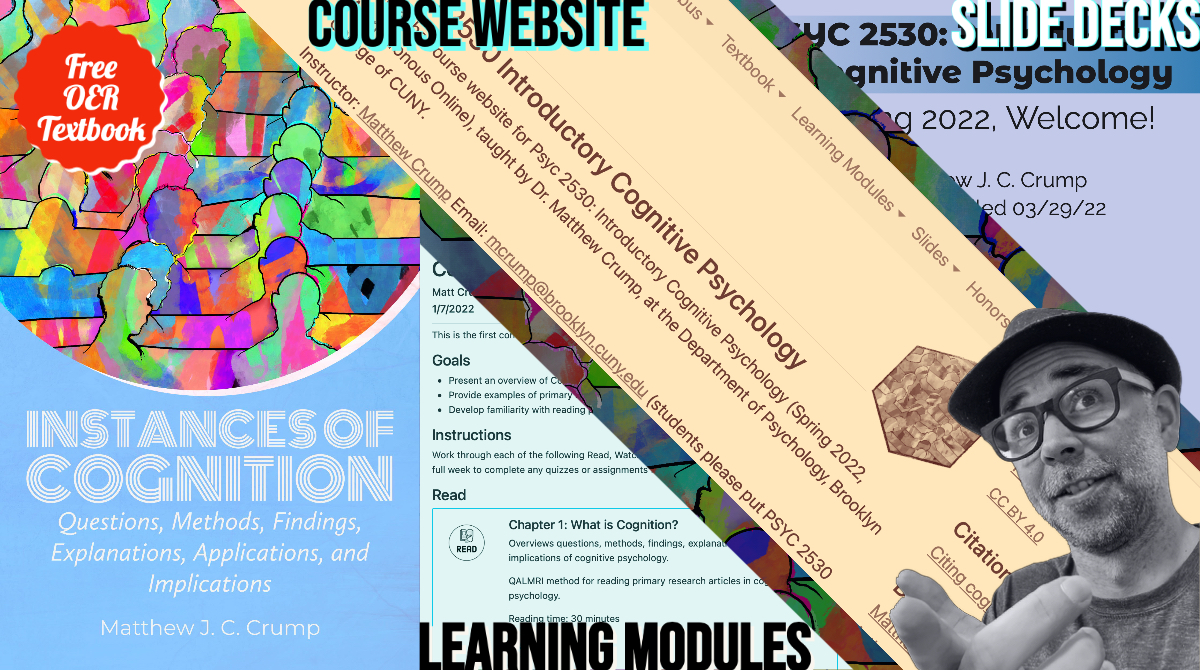 Free
OER
Textbook
INSTANCES OF
COGNITION
Questions, Methods, Findings,
Explanations, Applications, and
Implications
Matthew J. C. Crump
COURSE WEBSITE
2530 Introductory Cognitive Psychology
course website for Psyc 2530: Introductory Cognitive Psychology (Spring 2022,
Online), taught by Dr. Matthew Crump, at the Department of Psychology, Brooklyn
of CUNY.
Instructor: Matthew Crump Email: mcrump@brooklyn.cuny.edu (students please put PSYC 2530
Textbook
Learning Modules
Slides
Honors
CC BY 4.0
Citation
Citing
Matt Cru
1/7/2022
This is the first
Goals
Present an overview of
Provide examples of primary
Develop familiarity with reading
Instructions
Work through each of the following Read,
full week to complete any quizzes or assignments
Read
READ
Chapter 1: What is Cognition?
Overviews questions, methods, findings,
implications of cognitive psychology.
QALMRI method for reading primary research articles in
psychology.
Reading time: 30 minutes
LEARNING MODULES
SLIDE DECKS
2530:
Psychology
2022, Welcome!
J. C. Crump
03/29/22